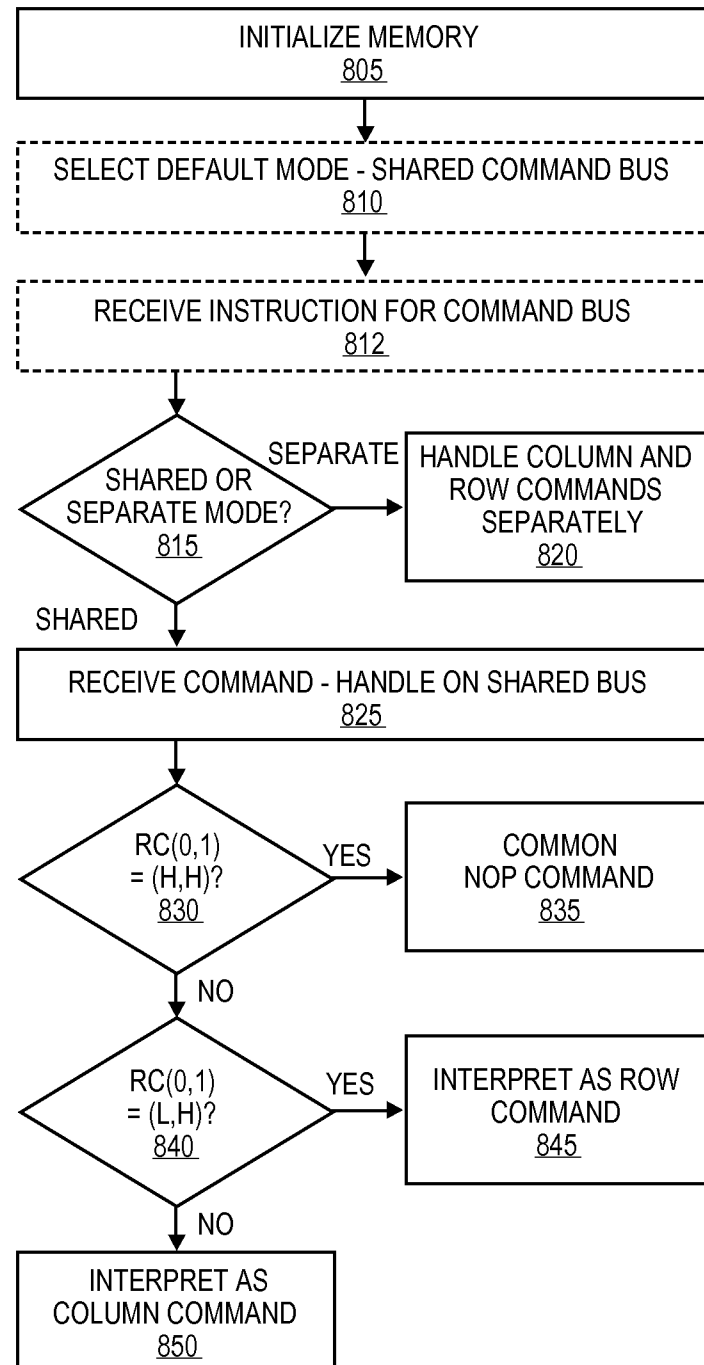 INITIALIZE MEMORY
805
SELECT DEFAULT MODE - SHARED COMMAND BUS
810
RECEIVE INSTRUCTION FOR COMMAND BUS
812
SHARED OR
SEPARATE MODE?
815
SEPARATE
HANDLE COLUMN AND
ROW COMMANDS
SEPARATELY
820
SHARED
RECEIVE COMMAND - HANDLE ON SHARED BUS
825
RC(0,1)
= (H,H)?
830
YES
COMMON
NOP COMMAND
835
NO
RC(0,1)
= (L,H)?
840
YES
INTERPRET AS ROW
COMMAND
845
NO
INTERPRET AS
COLUMN COMMAND
850